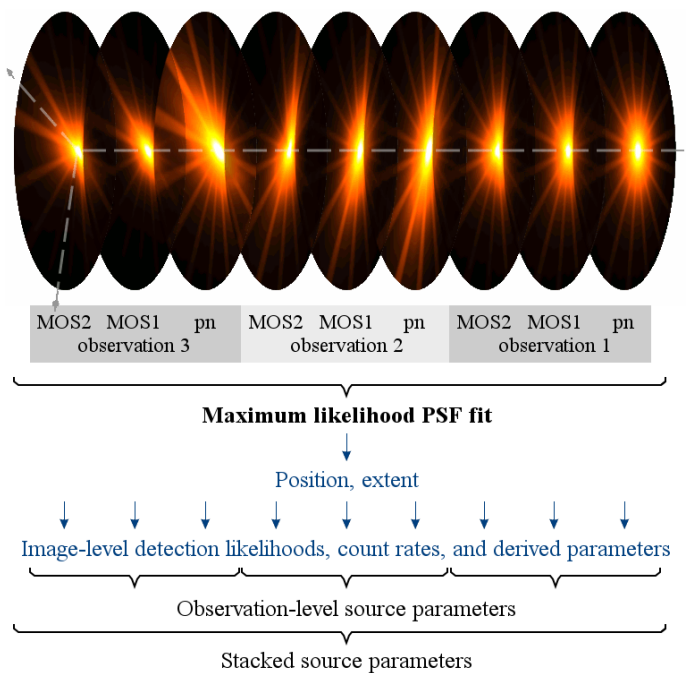 MOS2 MOS1 pn MOS2 MOS1 pn MOS2 MOS1 pn
observation 3 observation 2 observation 1
Maximum likelihood PSF fit
Position, extent
Image-level detection likelihoods, count rates, and derived parameters
Observation-level source parameters
Stacked source parameters